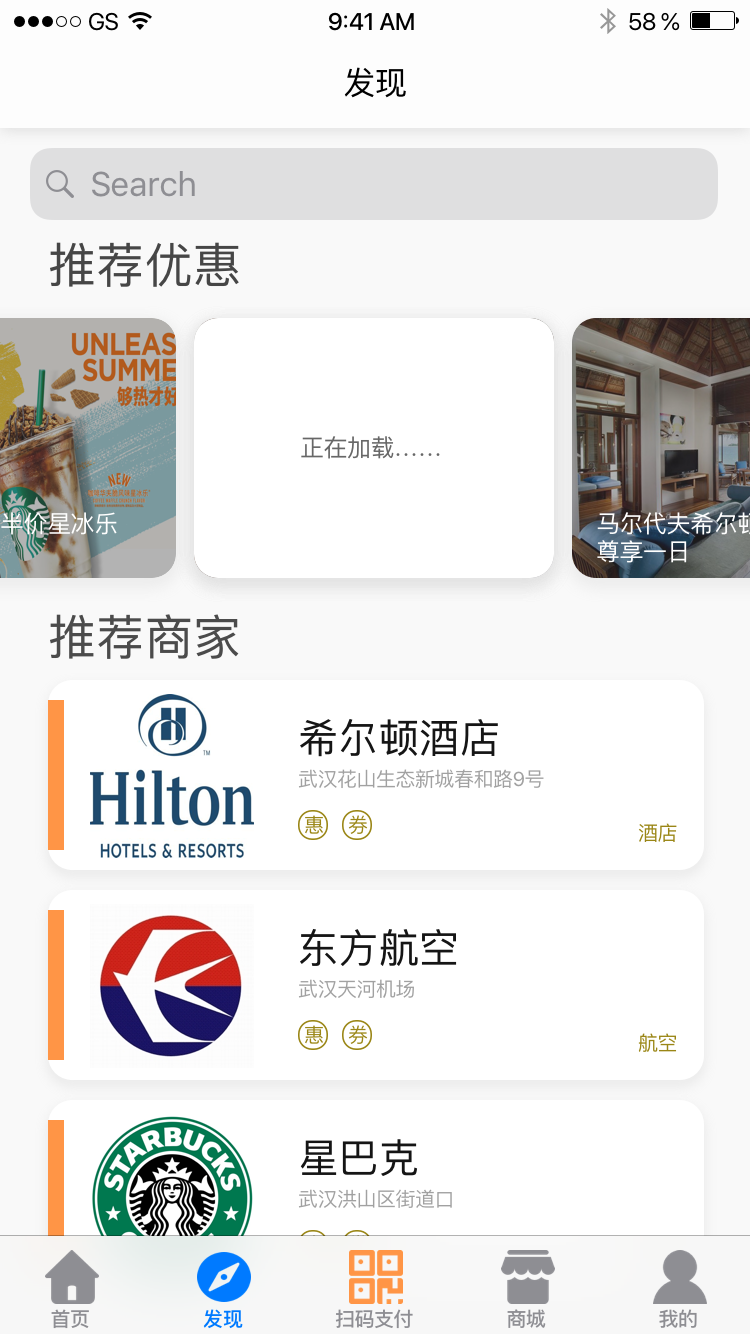 GS 9:41 AM 58 %
发现
Search
推荐优惠
UNLEAS
SUMME
够热才好
NEW
半价星冰乐
正在加载......
马尔代夫希尔顿
尊享一日
推荐商家
Hilton
HOTELS & RESORTS
TM
希尔顿酒店
武汉花山生态新城春和路9号
惠 券
酒店
东方航空
武汉天河机场
惠 券
航空
STARBUCKS
星巴克
武汉洪山区街道口
首页 发现 扫码支付 商城 我的